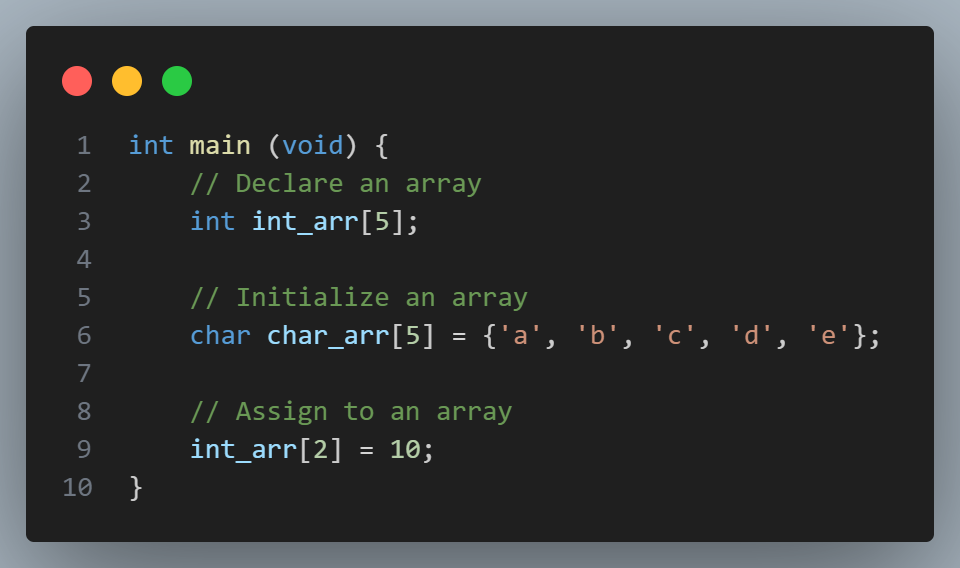 1 int main (void) {
2     // Declare an array
3     int int_arr[5];
4
5     // Initialize an array
6     char char_arr[5] = {'a', 'b', 'c', 'd', 'e'};
7
8     // Assign to an array
9     int_arr[2] = 10;
10 }